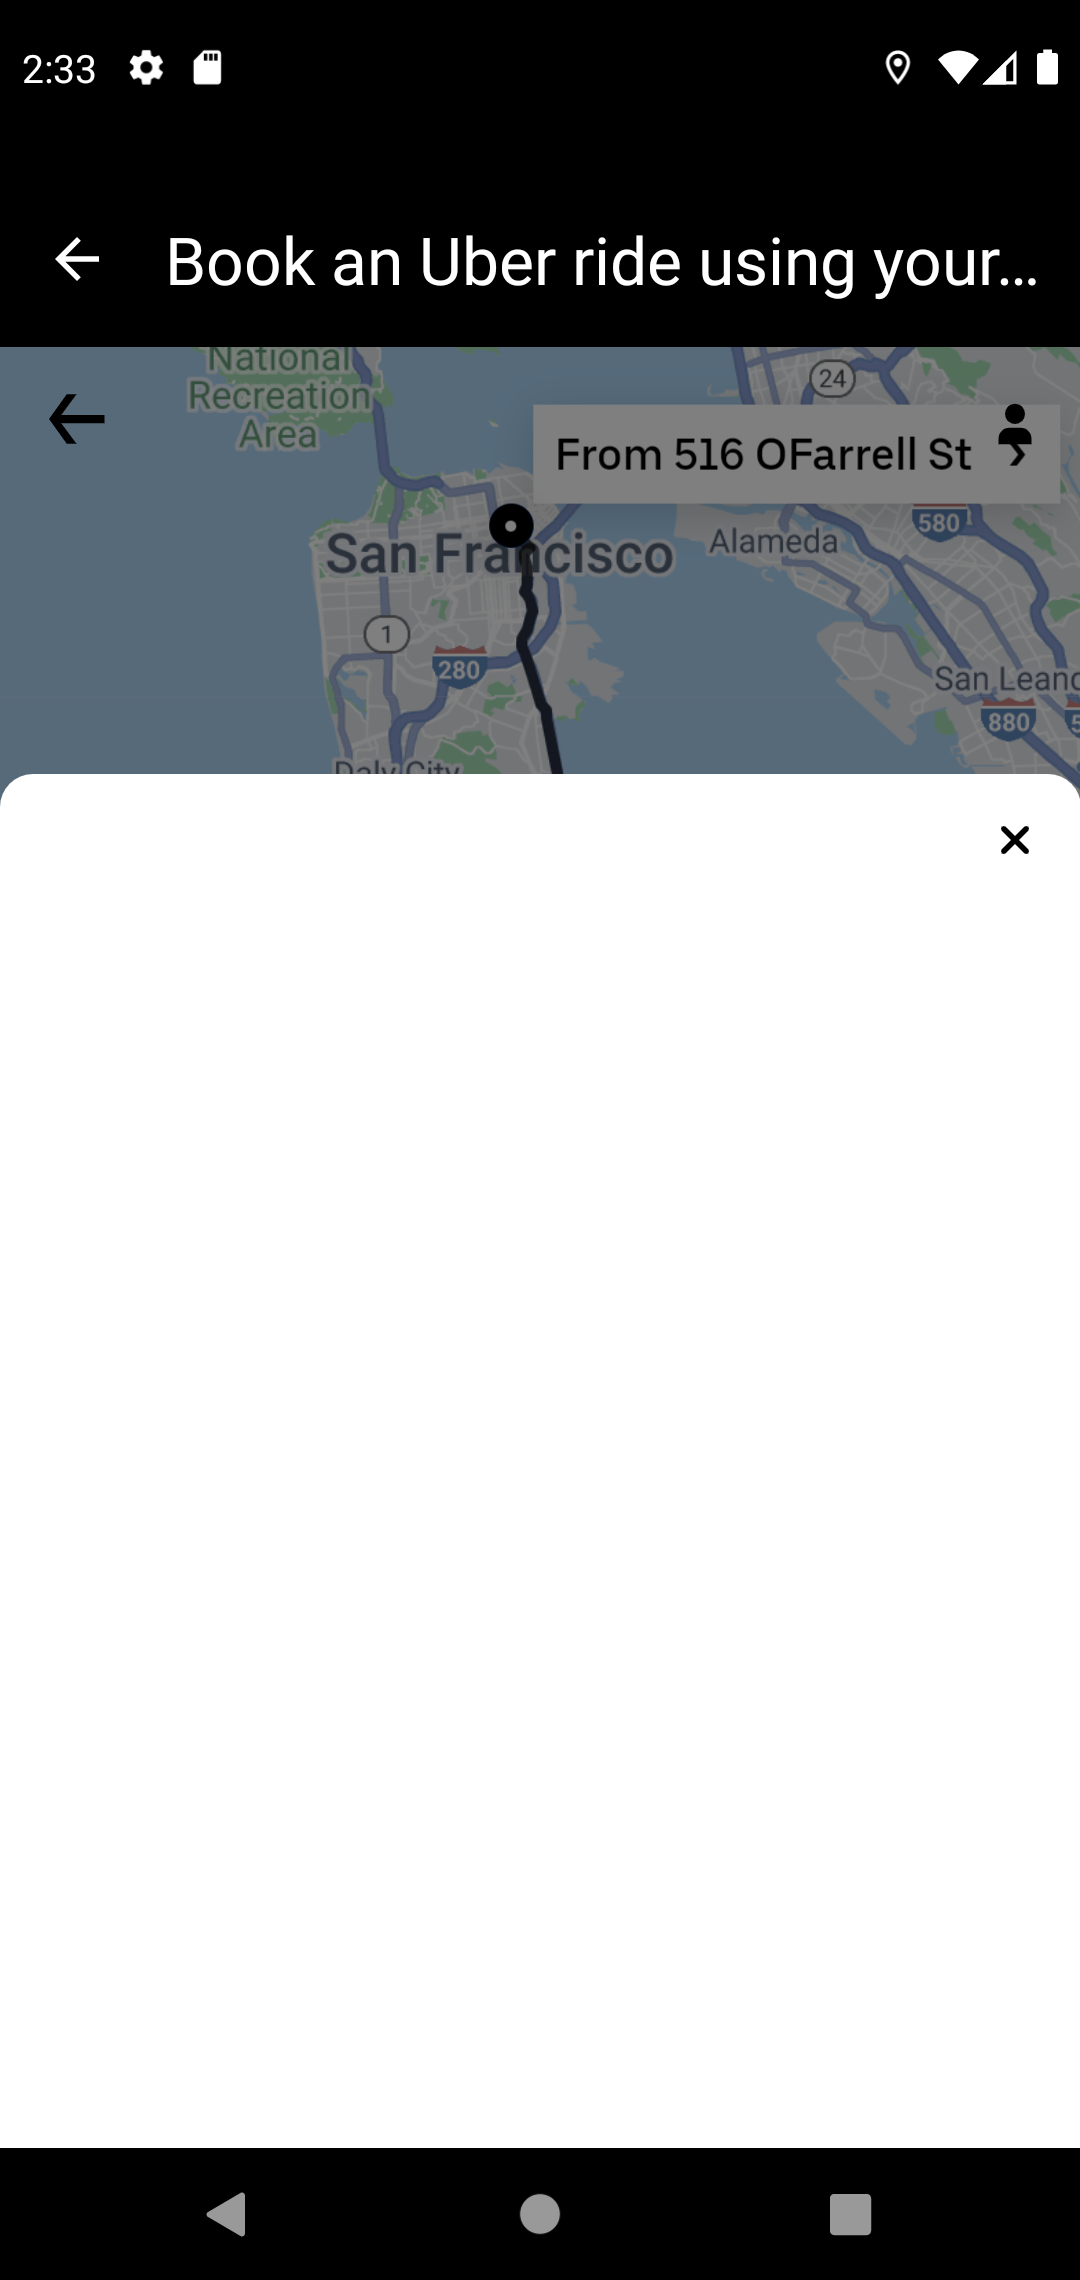 2:33
Book an Uber ride using your...
National
Recreation
Area
24
From 516 OFarrell St
580
San Francisco
Alameda
1
280
San Leand
880
5
Daly City